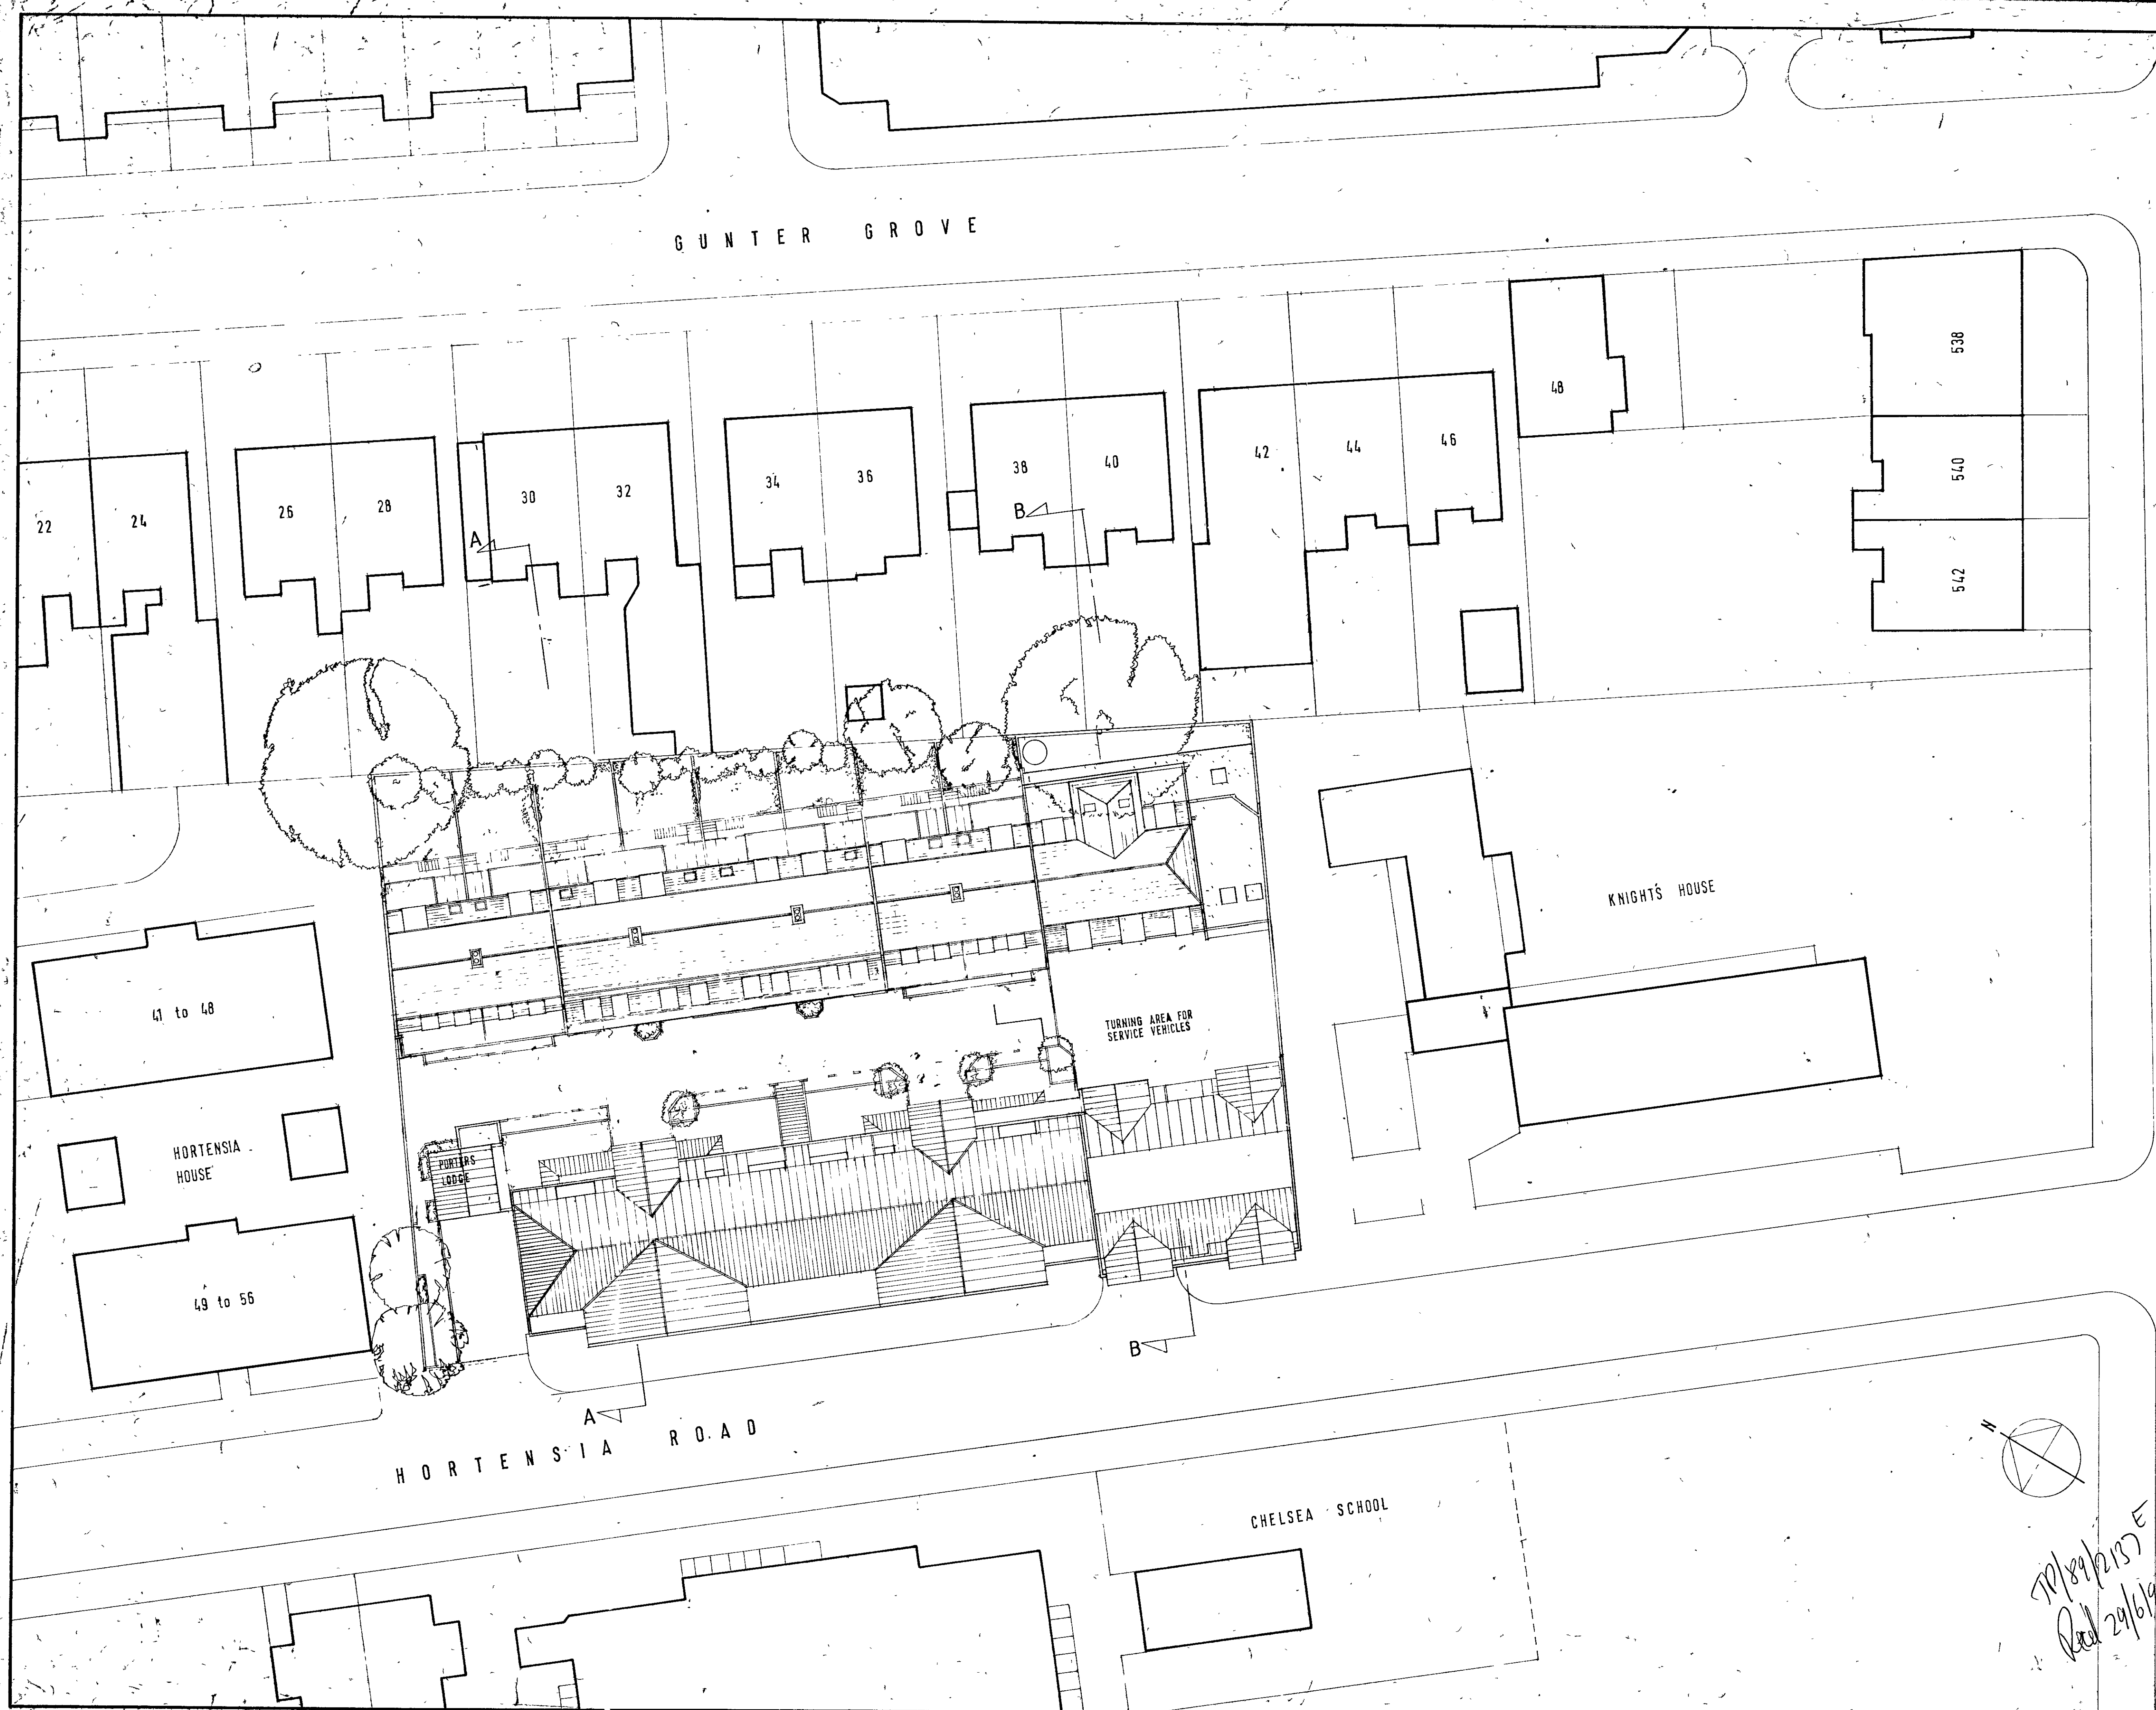 GUNTER GROVE
22
24
26
28
30
32
34
36
38
40
42
44
46
48
538
540
542
A
B
KNIGHTS HOUSE
41 to 48
TURNING AREA FOR
SERVICE VEHICLES
HORTENSIA
HOUSE
PORTERS
LODGE
49 to 56
B
A
HORTENSIA ROAD
CHELSEA SCHOOL
N
TP/89/2137 E
Recd 29/6/9